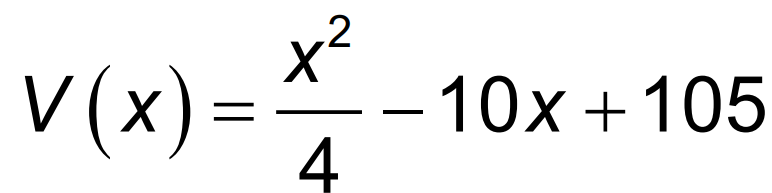 V(x) = x²/4 − 10x + 105